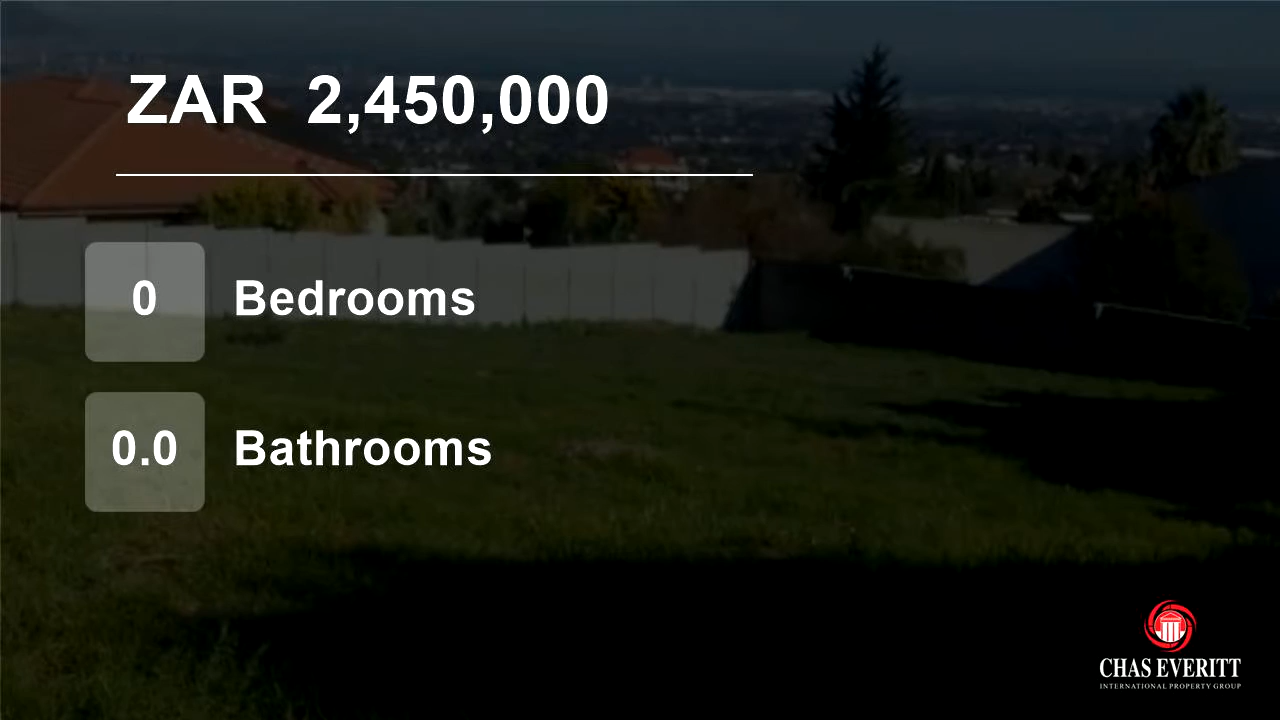 ZAR 2,450,000
0 Bedrooms
0.0 Bathrooms
CHAS EVERITT
INTERNATIONAL PROPERTY GROUP